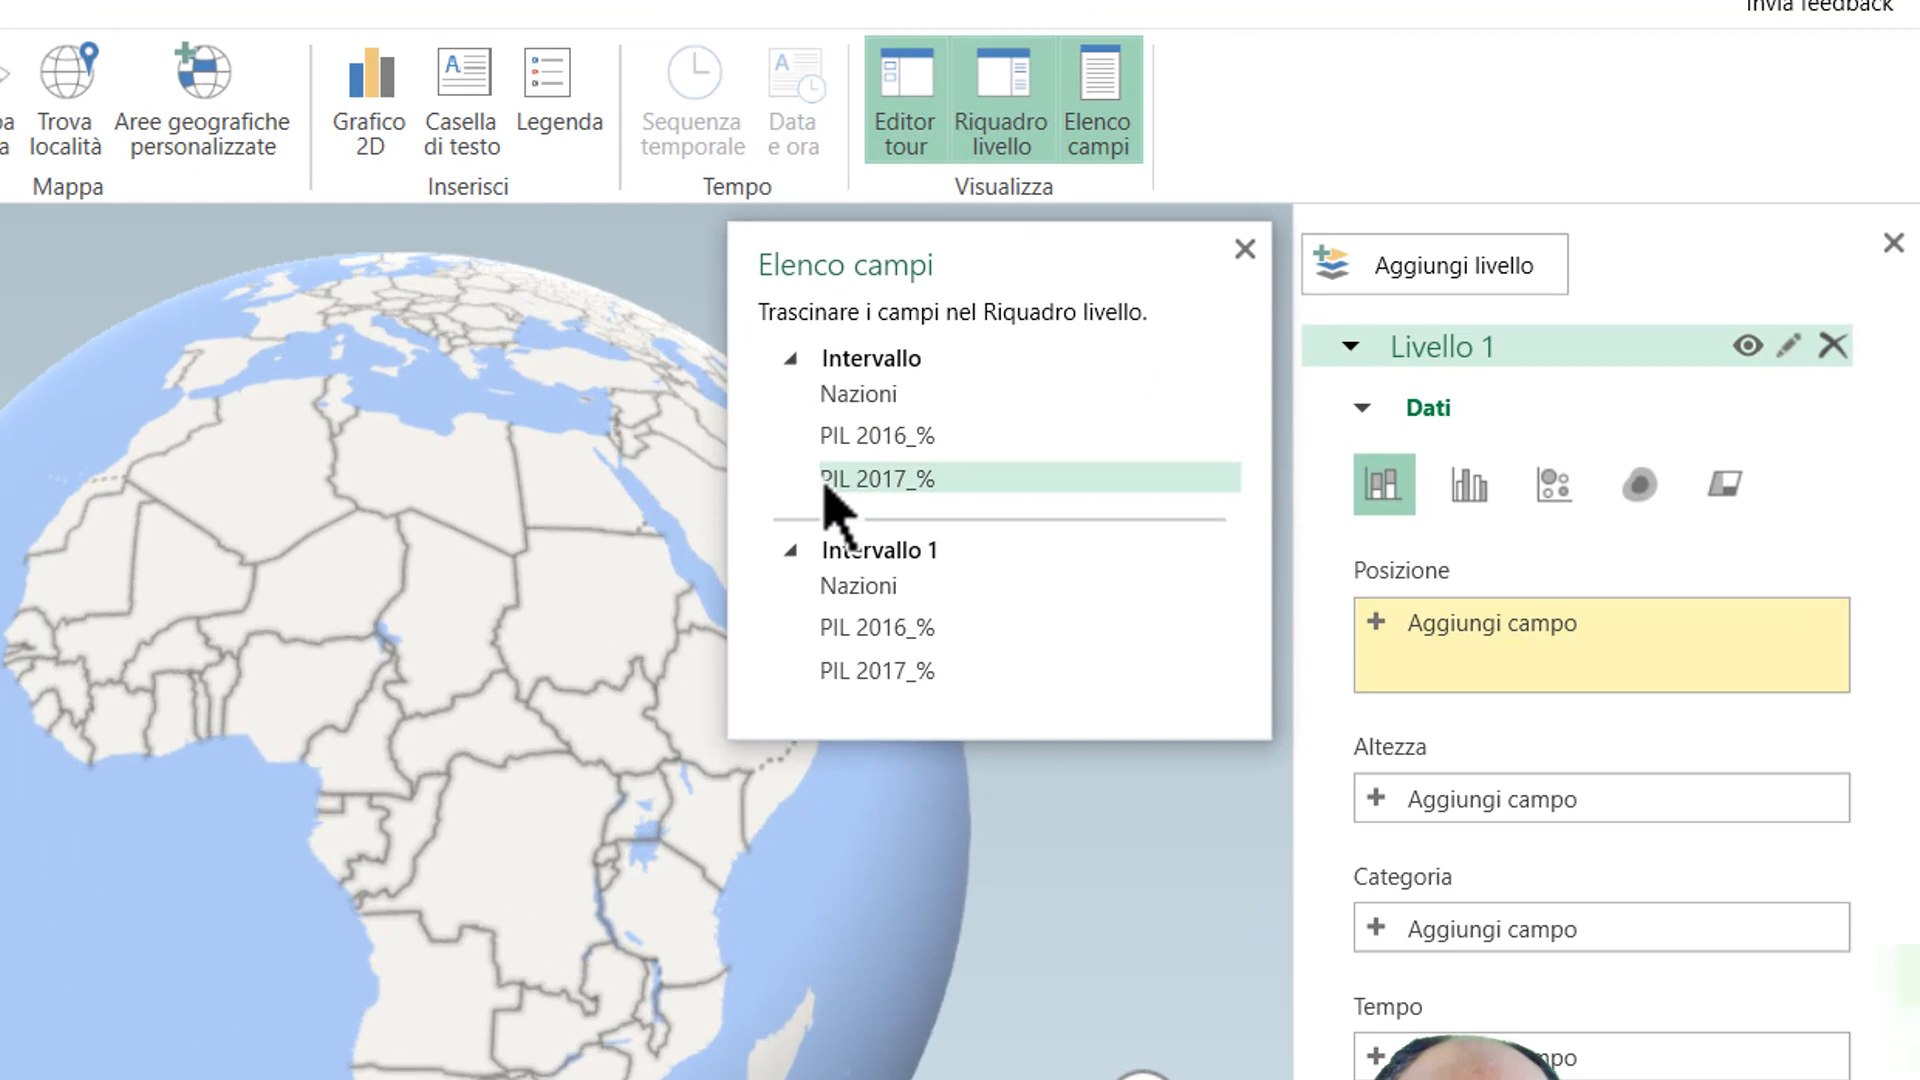 Invia feedback
Trova
località
Aree geografiche
personalizzate
Mappa
Grafico
2D
Casella
di testo
Legenda
Inserisci
Sequenza
temporale
Data
e ora
Tempo
Editor
tour
Riquadro
livello
Elenco
campi
Visualizza
Elenco campi
Trascinare i campi nel Riquadro livello.
Intervallo
Nazioni
PIL 2016_%
PIL 2017_%
Intervallo 1
Nazioni
PIL 2016_%
PIL 2017_%
Aggiungi livello
Livello 1
Dati
Posizione
Aggiungi campo
Altezza
Aggiungi campo
Categoria
Aggiungi campo
Tempo